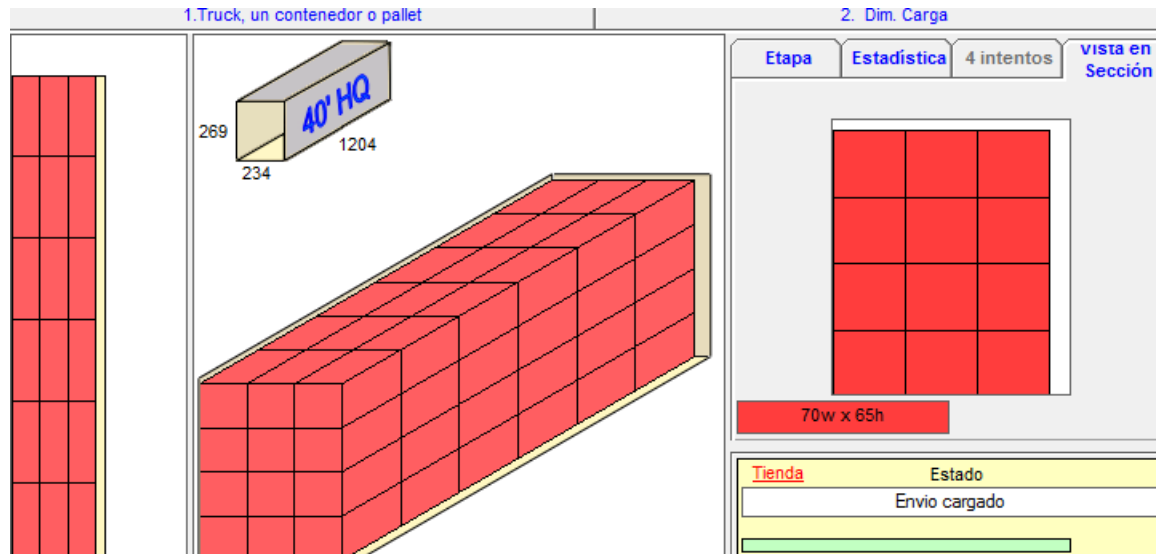 1.Truck, un contenedor o pallet
2. Dim. Carga
40' HQ
269
1204
234
Etapa
Estadística
4 intentos
Vista en
Sección
70w x 65h
Tienda
Estado
Envio cargado